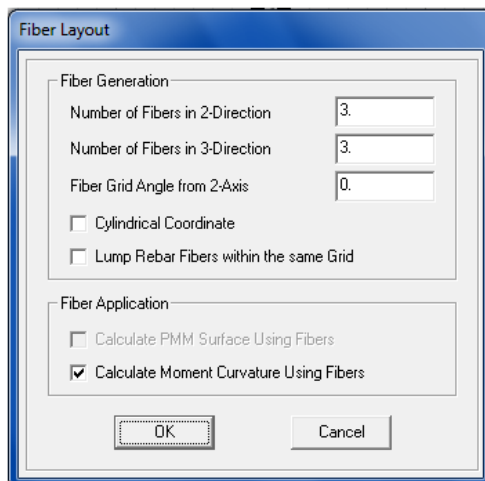 Fiber Layout
Fiber Generation
Number of Fibers in 2-Direction 3.
Number of Fibers in 3-Direction 3.
Fiber Grid Angle from 2-Axis 0.
Cylindrical Coordinate
Lump Rebar Fibers within the same Grid
Fiber Application
Calculate PMM Surface Using Fibers
Calculate Moment Curvature Using Fibers
OK Cancel